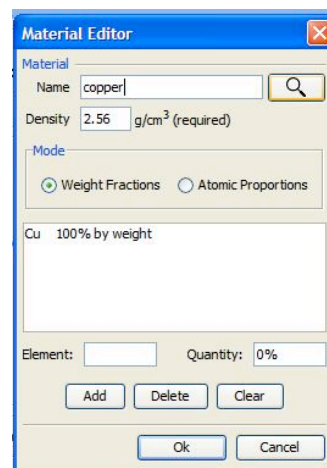 Material Editor
Material
Name copper
Density 2.56 g/cm³ (required)
Mode
Weight Fractions Atomic Proportions
Cu 100% by weight
Element: Quantity: 0%
Add Delete Clear
Ok Cancel